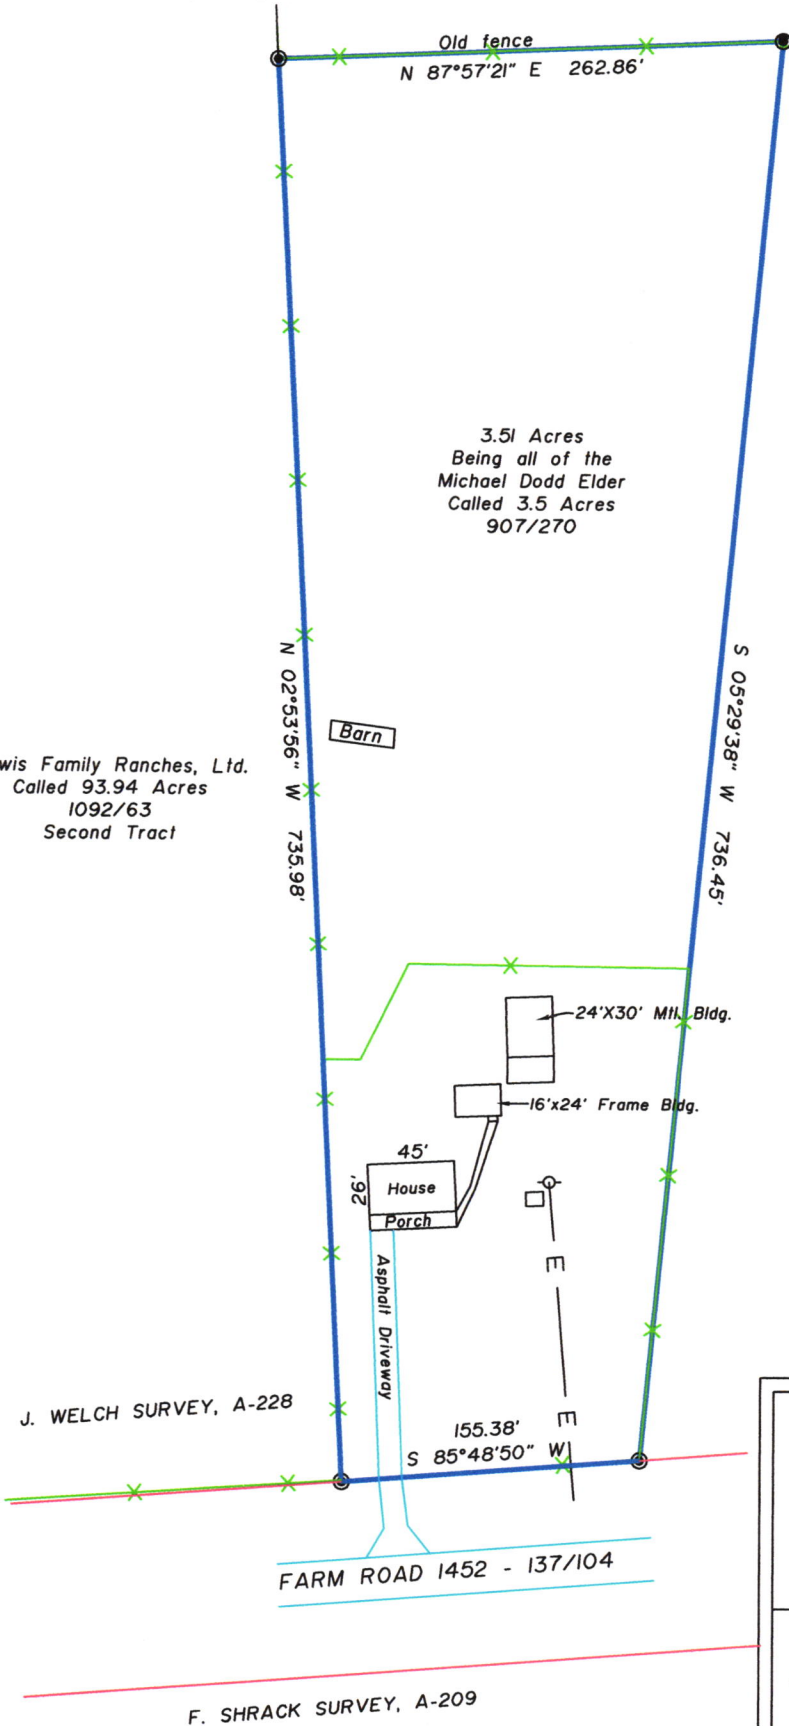 Old fence
N 87°57'21" E 262.86'
3.51 Acres
Being all of the
Michael Dodd Elder
Called 3.5 Acres
907/270
N 02°53'56" W 735.98'
S 05°29'38" W 736.45'
Barn
wis Family Ranches, Ltd.
Called 93.94 Acres
1092/63
Second Tract
24'X30' Mtl. Bldg.
16'x24' Frame Bldg.
45'
26'
House
Porch
Asphalt Driveway
E
E
J. WELCH SURVEY, A-228
155.38'
S 85°48'50" W
FARM ROAD 1452 - 137/104
F. SHRACK SURVEY, A-209